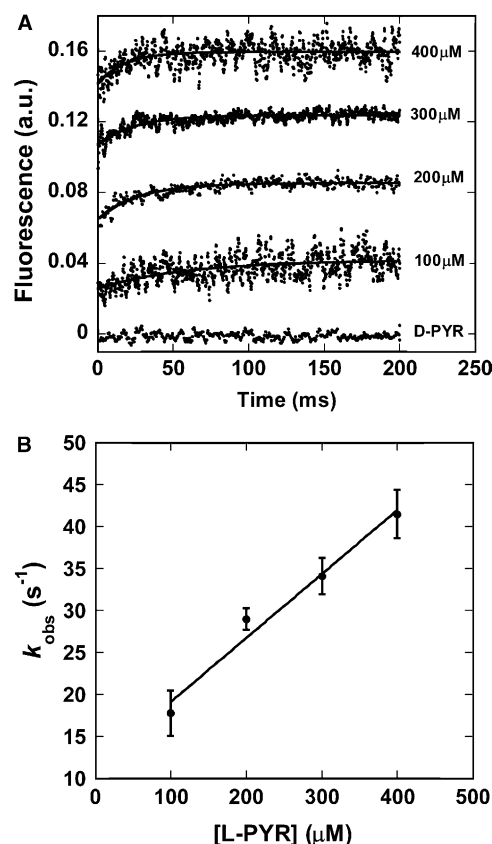 A
Fluorescence (a.u.)
0.16
0.12
0.08
0.04
0
400μM
300μM
200μM
100μM
D-PYR
0 50 100 150 200 250
Time (ms)
B
k obs (s-1)
50
45
40
35
30
25
20
15
10
0 100 200 300 400 500
[L-PYR] (μM)